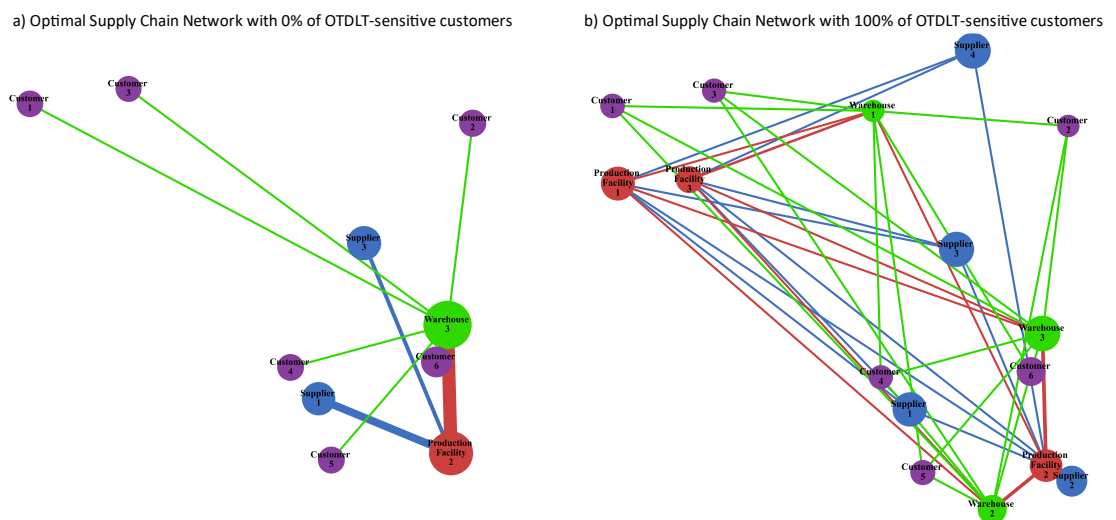 a) Optimal Supply Chain Network with 0% of OTDLT-sensitive customers
Customer
1
Customer
3
Customer
2
Supplier
3
Warehouse
3
Customer
6
Customer
4
Supplier
1
Customer
5
Production
Facility
2
b) Optimal Supply Chain Network with 100% of OTDLT-sensitive customers
Supplier
4
Customer
3
Customer
1
Warehouse
1
Customer
2
Production
Facility
1
Production
Facility
3
Supplier
3
Warehouse
3
Customer
6
Customer
4
Supplier
1
Customer
5
Production
Facility
2
Supplier
2
Warehouse
2